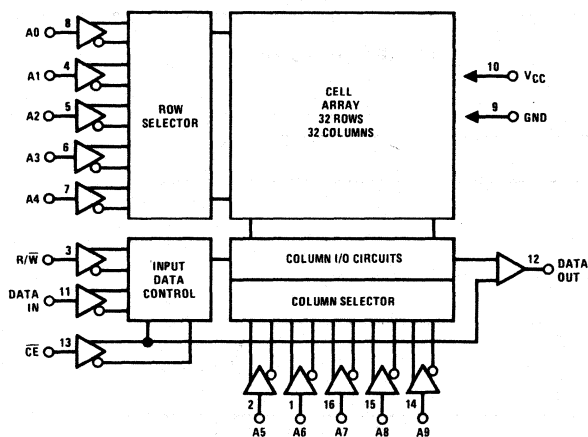 A0 8
A1 4
A2 5
A3 6
A4 7
ROW
SELECTOR
CELL
ARRAY
32 ROWS
32 COLUMNS
10 VCC
9 GND
R/W̅ 3
DATA
IN 11
C̅E̅ 13
INPUT
DATA
CONTROL
COLUMN I/O CIRCUITS
COLUMN SELECTOR
12 DATA
OUT
2 1 16 15 14
A5 A6 A7 A8 A9